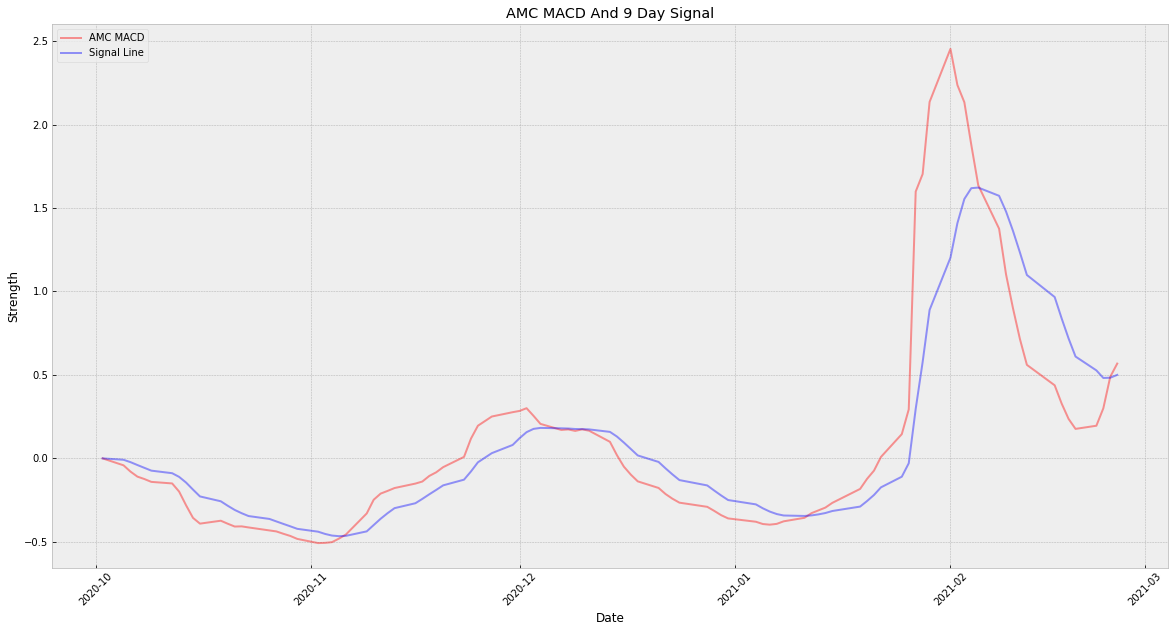 AMC MACD And 9 Day Signal
AMC MACD
Signal Line
2.5
2.0
1.5
1.0
0.5
0.0
−0.5
Strength
2020-10
2020-11
2020-12
2021-01
2021-02
2021-03
Date